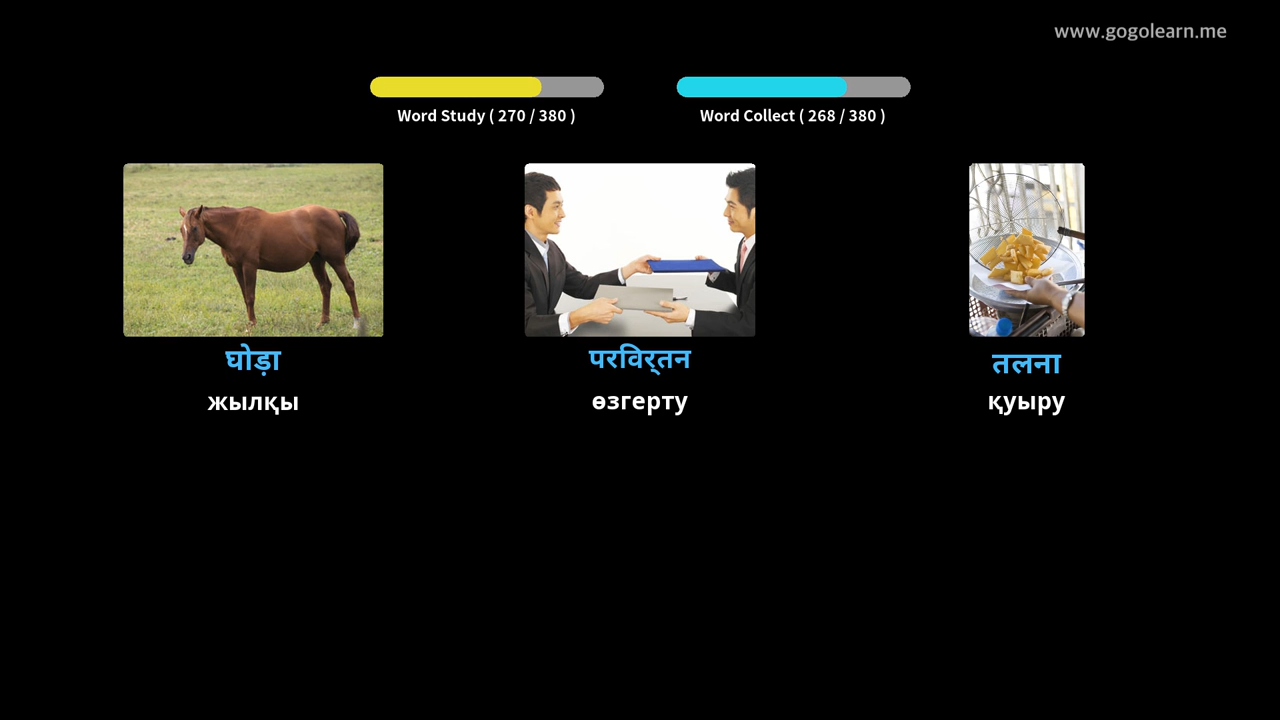 www.gogolearn.me
Word Study ( 270 / 380 ) Word Collect ( 268 / 380 )
घोड़ा परिवर्तन तलना
жылқы өзгерту қуыру